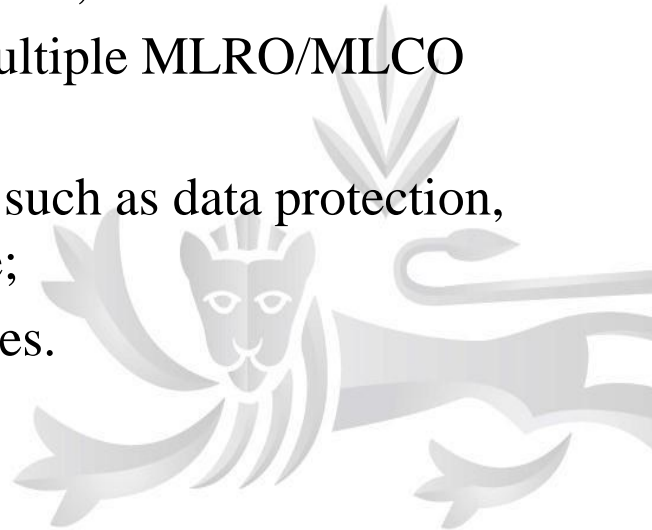 ultiple MLRO/MLCO
such as data protection,
;
es.